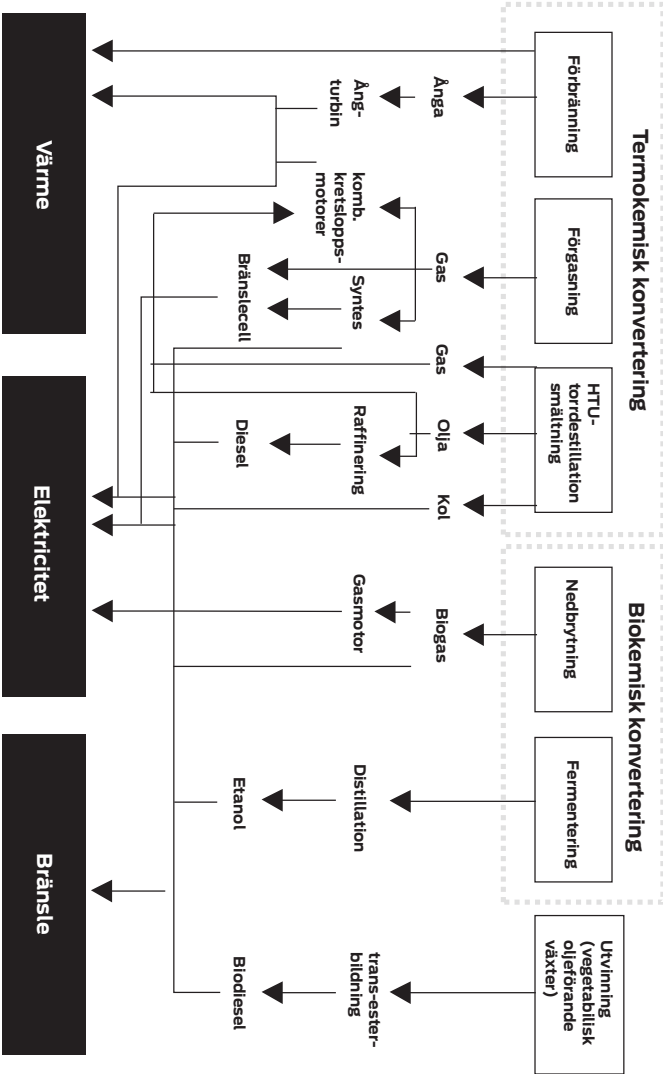 Termokemisk konvertering
Biokemisk konvertering
Förbränning
Förgasning
HTU-
torrdestillation
smältning
Nedbrytning
Fermentering
Utvinning
(vegetabilisk
oljeförande
växter)
Ånga
Gas
Gas
Olja
Kol
Biogas
Ång-
turbin
komb.
kretslopps-
motorer
Syntes
Raffinering
Gasmotor
Distillation
trans-ester-
bildning
Bränslecell
Diesel
Etanol
Biodiesel
Värme
Elektricitet
Bränsle